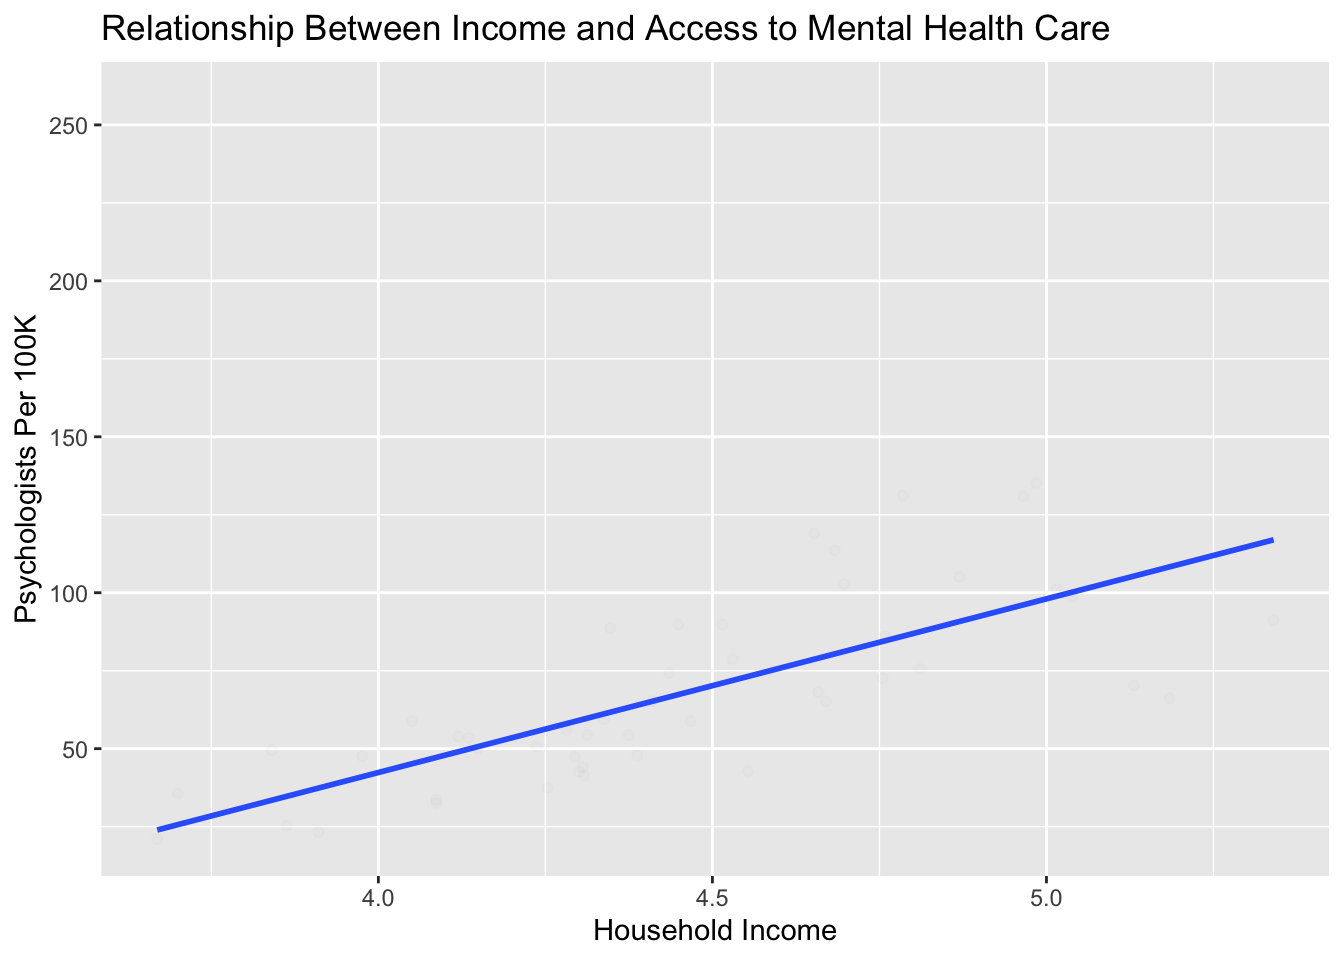 Relationship Between Income and Access to Mental Health Care
Psychologists Per 100K
250
200
150
100
50
4.0
4.5
5.0
Household Income